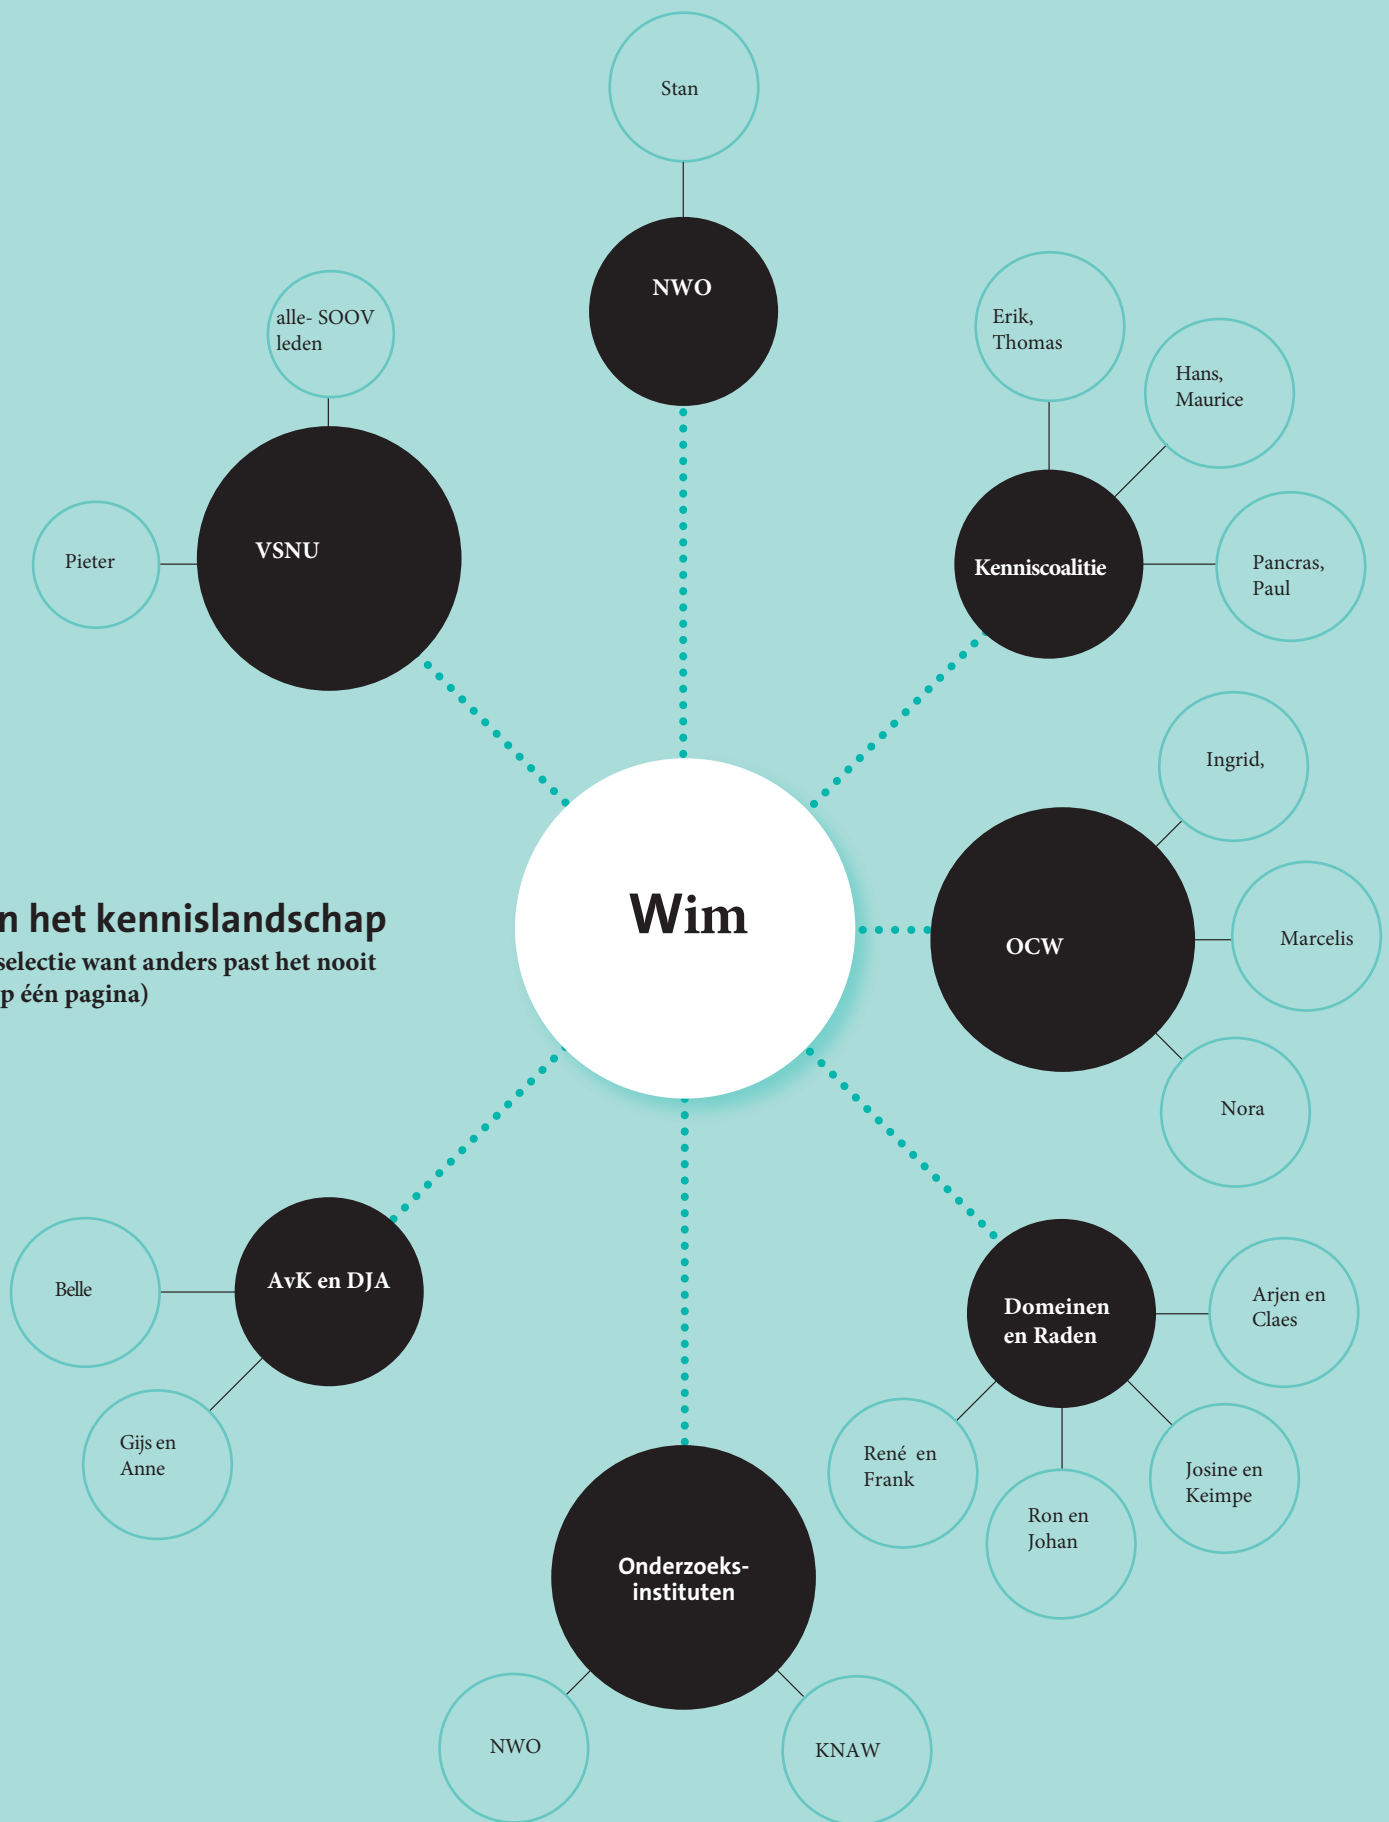 Stan
NWO
alle- SOOV
leden
Erik,
Thomas
Hans,
Maurice
VSNU
Pieter
Kenniscoalitie
Pancras,
Paul
Ingrid,
n het kennislandschap
selectie want anders past het nooit
p één pagina)
Wim
OCW
Marcelis
Nora
Belle
AvK en DJA
Gijs en
Anne
Domeinen
en Raden
Arjen en
Claes
René en
Frank
Ron en
Johan
Josine en
Keimpe
Onderzoeks-
instituten
NWO
KNAW